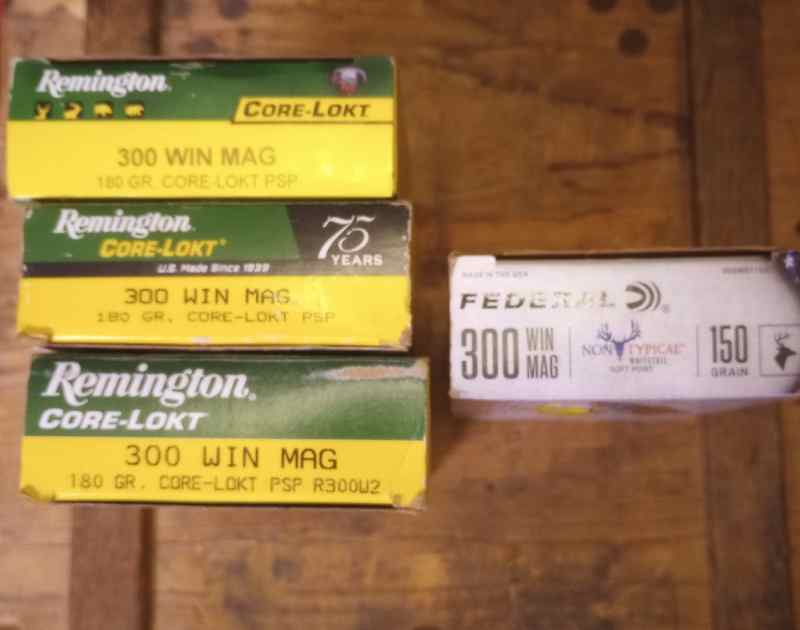 Remington
CORE-LOKT
300 WIN MAG
180 GR. CORE-LOKT PSP
Remington
CORE-LOKT®
75
YEARS
U.S. Made Since 1939
300 WIN MAG
180 GR. CORE-LOKT PSP
Remington®
CORE-LOKT
300 WIN MAG
180 GR. CORE-LOKT PSP R300W2
MADE IN THE USA
FEDERAL ®
300 WIN MAG
NON TYPICAL™
WHITETAIL
SOFT POINT
150
GRAIN